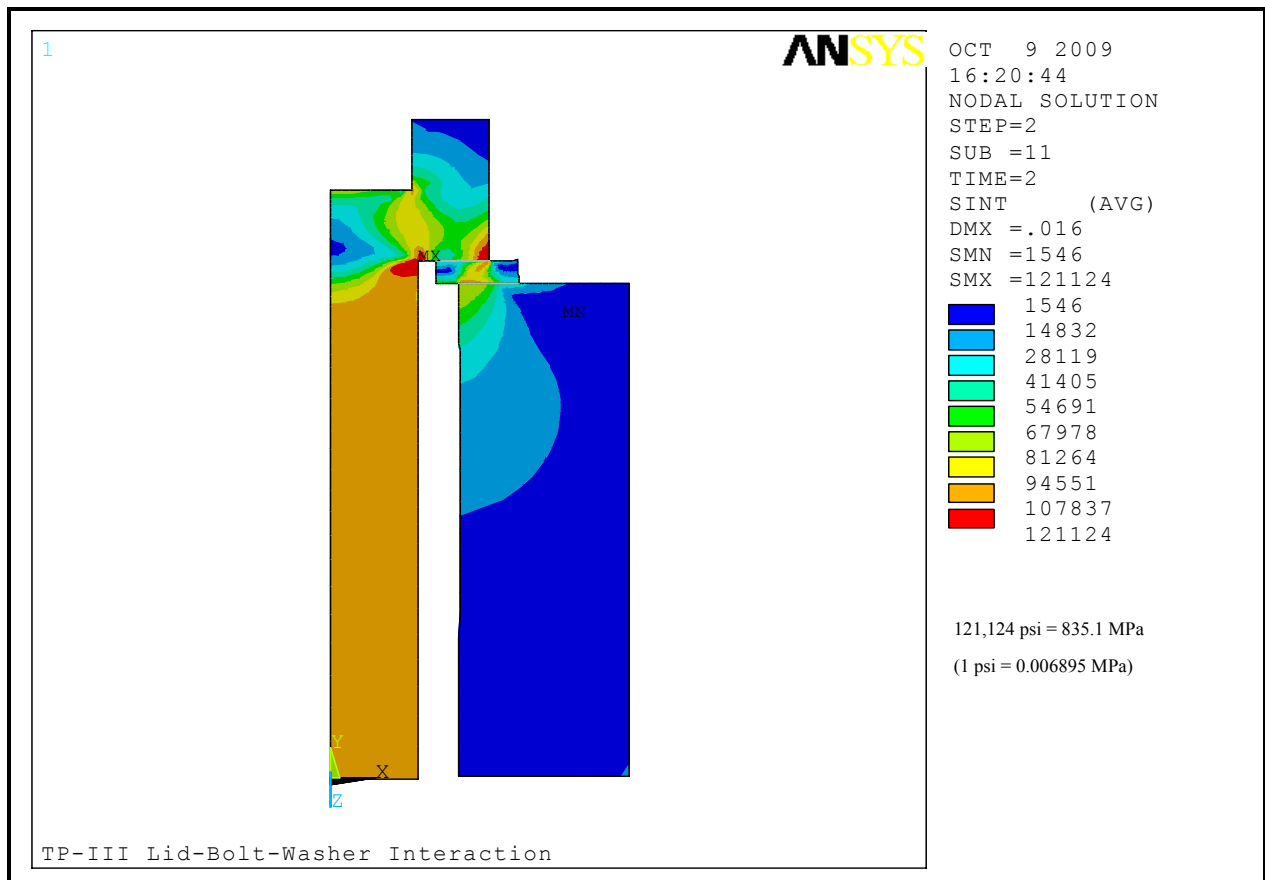 1
ANSYS
OCT 9 2009
16:20:44
NODAL SOLUTION
STEP=2
SUB =11
TIME=2
SINT (AVG)
DMX =.016
SMN =1546
SMX =121124
1546
14832
28119
41405
54691
67978
81264
94551
107837
121124
121,124 psi = 835.1 MPa
(1 psi = 0.006895 MPa)
MX
MN
Y
X
Z
TP-III Lid-Bolt-Washer Interaction